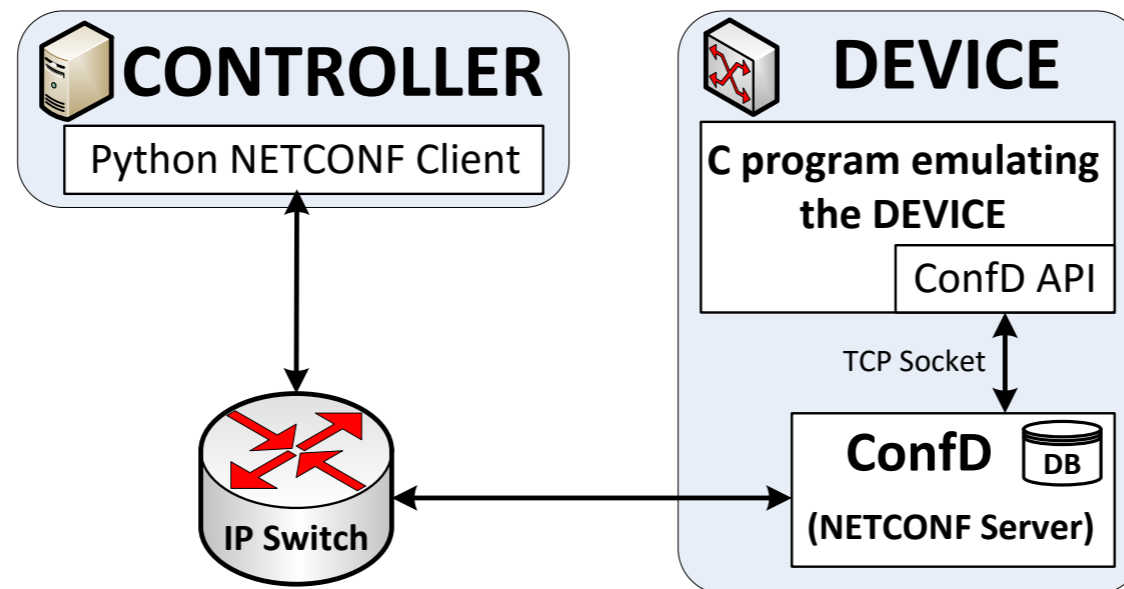 CONTROLLER
Python NETCONF Client
IP Switch
DEVICE
C program emulating
the DEVICE
ConfD API
TCP Socket
ConfD
DB
(NETCONF Server)